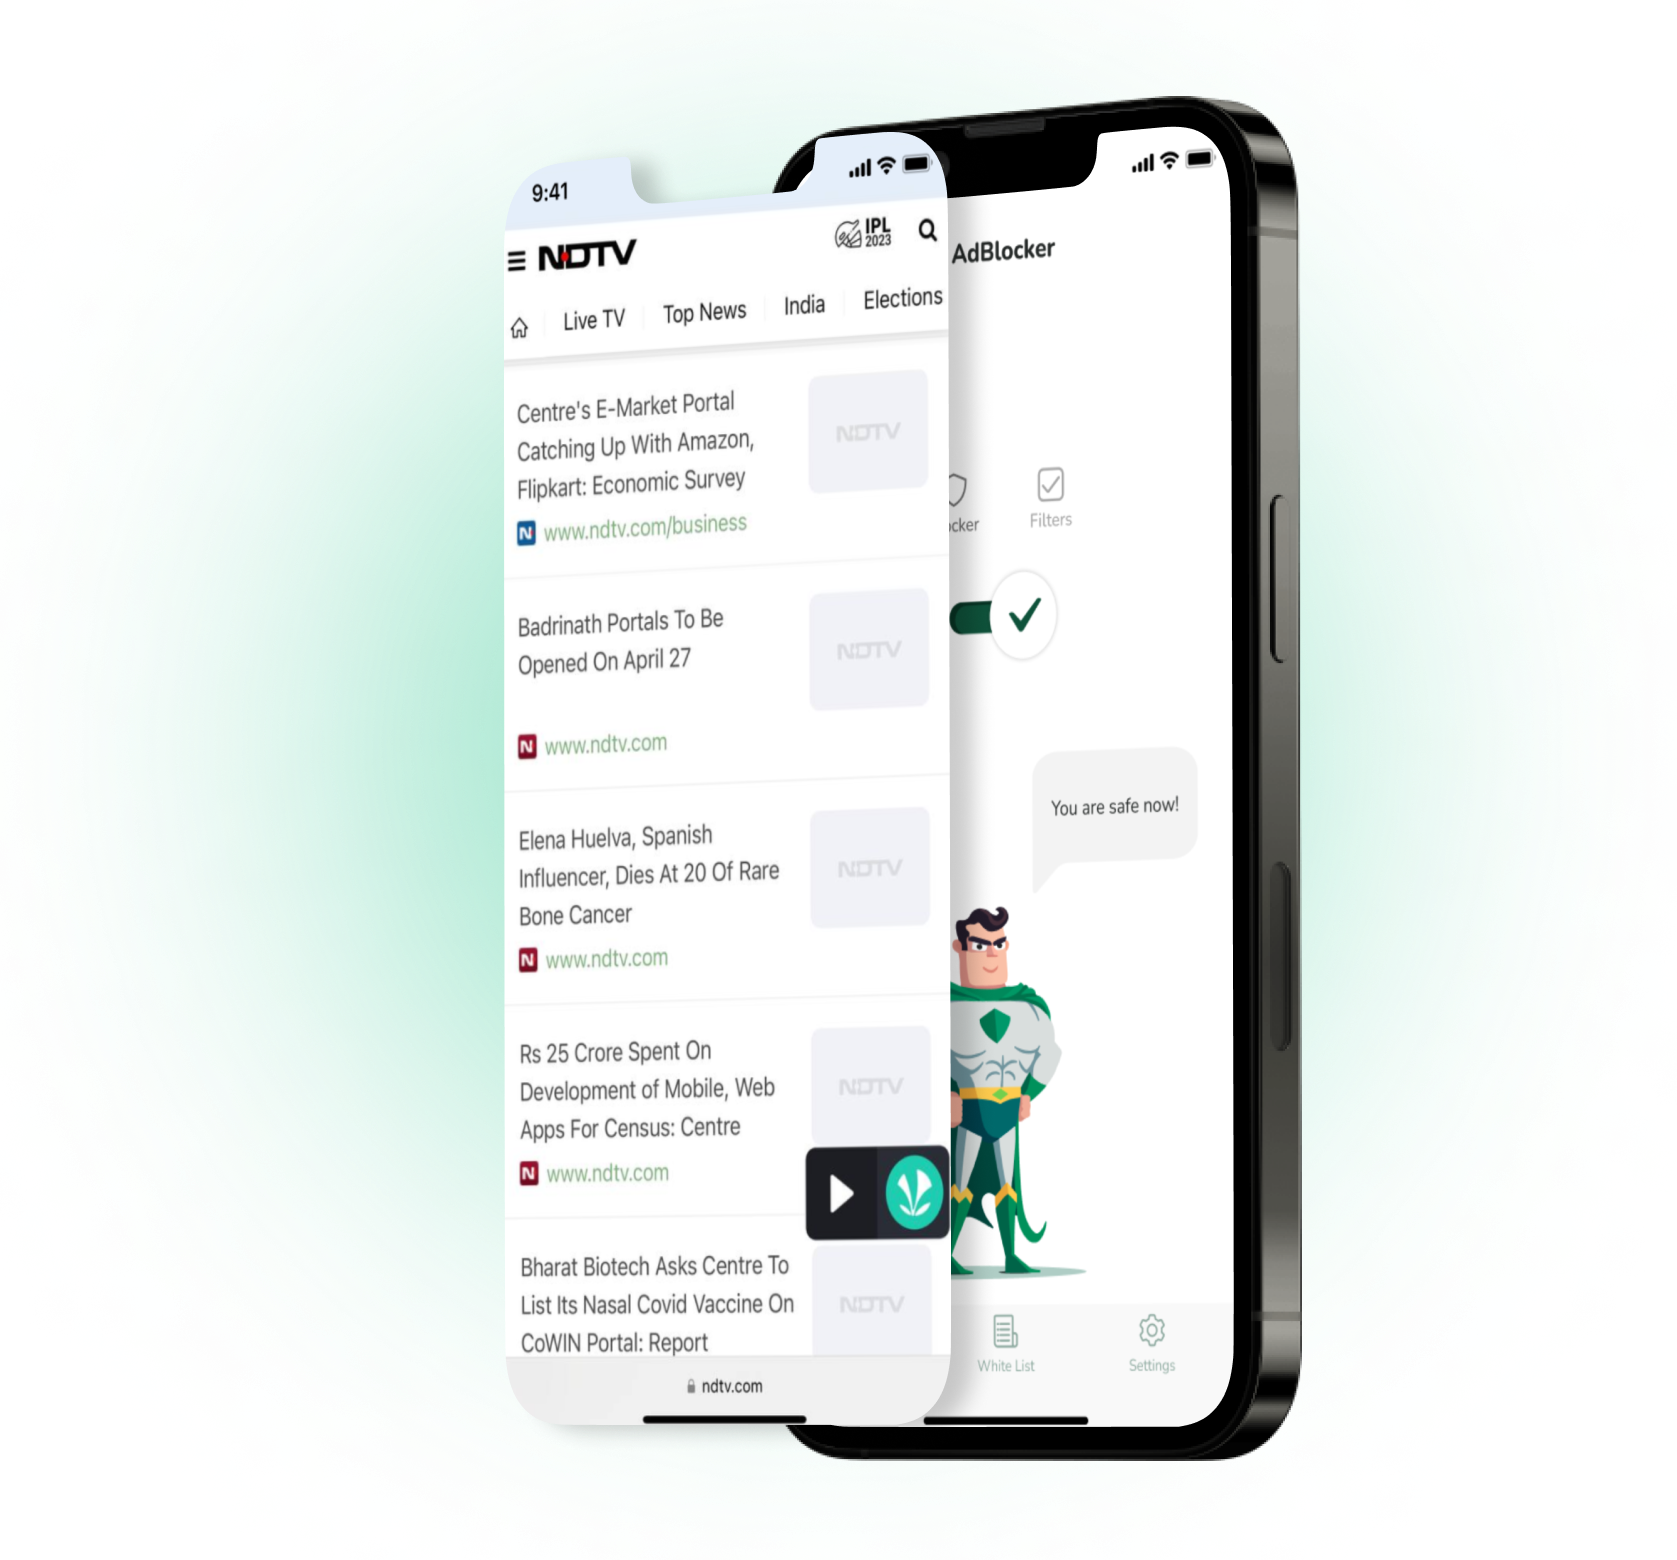 9:41
NDTV
IPL
2023
Live TV
Top News
India
Elections
Centre's E-Market Portal
Catching Up With Amazon,
Flipkart: Economic Survey
NDTV
N www.ndtv.com/business
Badrinath Portals To Be
Opened On April 27
NDTV
N www.ndtv.com
Elena Huelva, Spanish
Influencer, Dies At 20 Of Rare
Bone Cancer
NDTV
N www.ndtv.com
Rs 25 Crore Spent On
Development of Mobile, Web
Apps For Census: Centre
NDTV
N www.ndtv.com
Bharat Biotech Asks Centre To
List Its Nasal Covid Vaccine On
CoWIN Portal: Report
NDTV
ndtv.com
AdBlocker
ocker
Filters
You are safe now!
White List
Settings